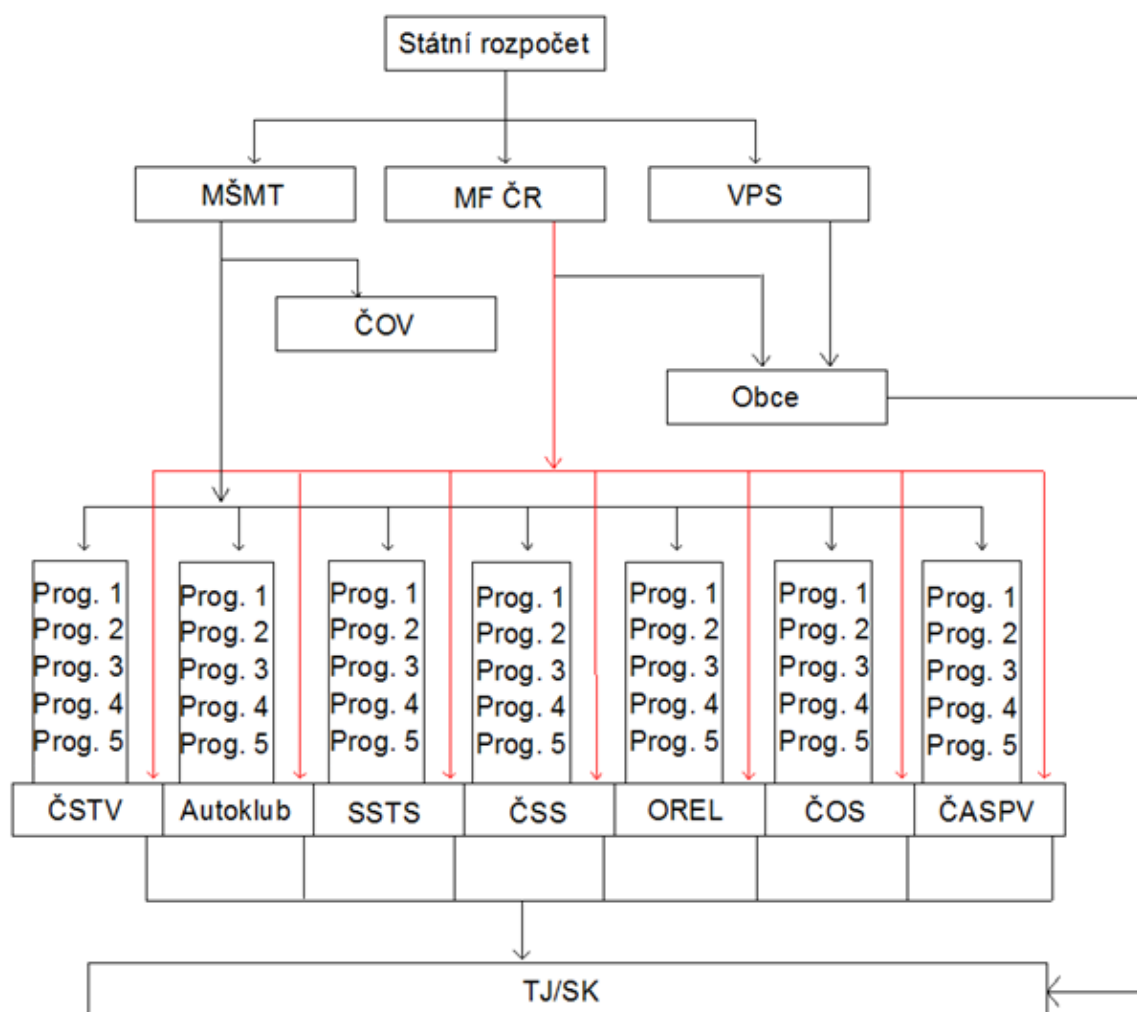 Státní rozpočet
MŠMT
MF ČR
VPS
ČOV
Obce
Prog. 1
Prog. 2
Prog. 3
Prog. 4
Prog. 5
Prog. 1
Prog. 2
Prog. 3
Prog. 4
Prog. 5
Prog. 1
Prog. 2
Prog. 3
Prog. 4
Prog. 5
Prog. 1
Prog. 2
Prog. 3
Prog. 4
Prog. 5
Prog. 1
Prog. 2
Prog. 3
Prog. 4
Prog. 5
Prog. 1
Prog. 2
Prog. 3
Prog. 4
Prog. 5
Prog. 1
Prog. 2
Prog. 3
Prog. 4
Prog. 5
ČSTV
Autoklub
SSTS
ČSS
OREL
ČOS
ČASPV
TJ/SK